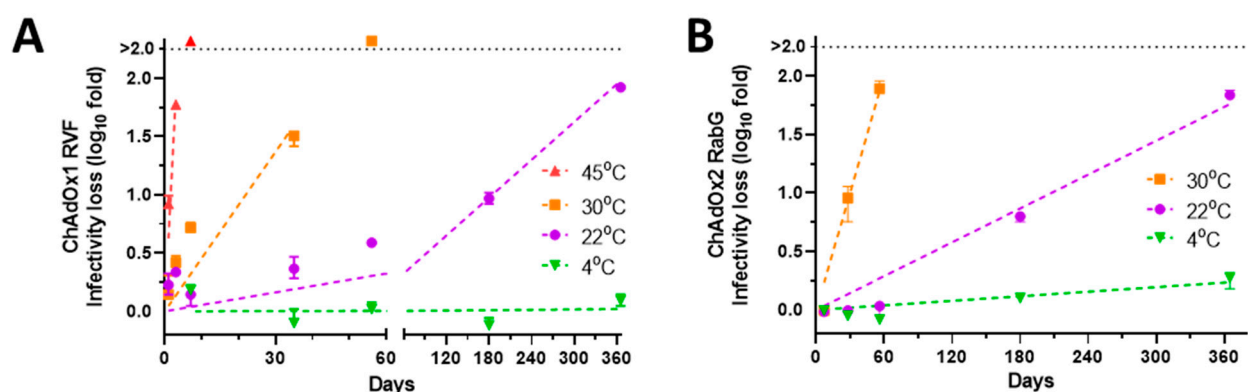 A
ChAdOx1 RVF
Infectivity loss (log10 fold)
>2.0
2.0
1.5
1.0
0.5
0.0
0
30
60
180
240
300
360
Days
45°C
30°C
22°C
4°C
B
ChAdOx2 RabG
Infectivity loss (log10 fold)
>2.0
2.0
1.5
1.0
0.5
0.0
0
60
120
180
240
300
360
Days
30°C
22°C
4°C